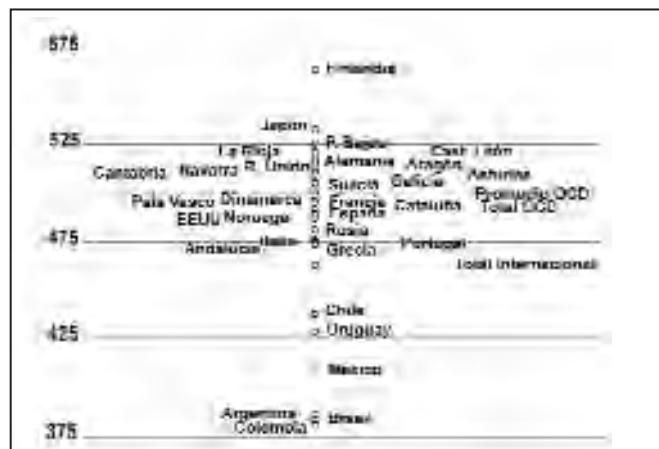 575
Finlandia
Japón
525
P. Bajos
La Rioja
Cast. León
R. Unido
Alemania
Aragón
Cantabria
Navarra
Asturias
Suecia
Galicia
Promedio OCD
País Vasco
Dinamarca
Francia
Cataluña
Total OCD
EEUU
Noruega
España
Rusia
475
Italia
Portugal
Andalucía
Grecia
Total Internacional
Chile
425
Uruguay
México
Argentina
Brasil
Colombia
375